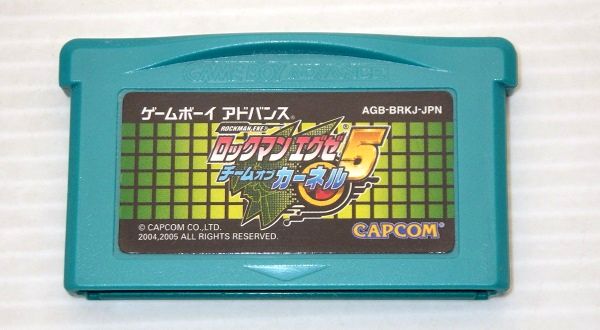 GAME BOY ADVANCE
ゲームボーイ アドバンス
AGB-BRKJ-JPN
ROCKMAN.EXE
ロックマン エグゼ 5
チーム オブ カーネル
© CAPCOM CO.,LTD.
2004,2005 ALL RIGHTS RESERVED.
CAPCOM®